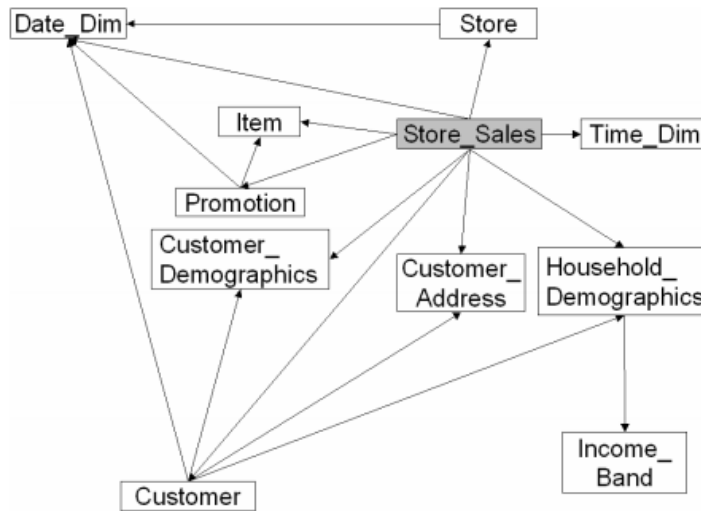 Date_Dim
Store
Item
Store_Sales
Time_Dim
Promotion
Customer_
Demographics
Customer_
Address
Household_
Demographics
Income_
Band
Customer